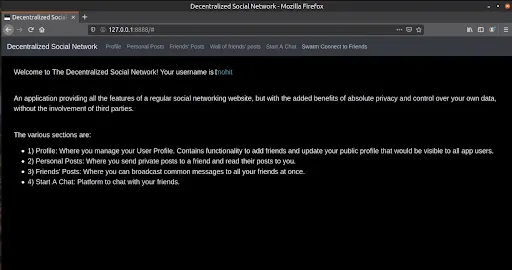 Decentralized Social Network - Mozilla Firefox
Decentralized Social
127.0.0.1:8888/#
Decentralized Social Network Profile Personal Posts Friends' Posts Wall of friends' posts Start A Chat Swarm Connect to Friends
Welcome to The Decentralized Social Network! Your username is mohit
An application providing all the features of a regular social networking website, but with the added benefits of absolute privacy and control over your own data,
without the involvement of third parties.
The various sections are:
1) Profile: Where you manage your User Profile. Contains functionality to add friends and update your public profile that would be visible to all app users.
2) Personal Posts: Where you send private posts to a friend and read their posts to you.
3) Friends' Posts: Where you can broadcast common messages to all your friends at once.
4) Start A Chat: Platform to chat with your friends.